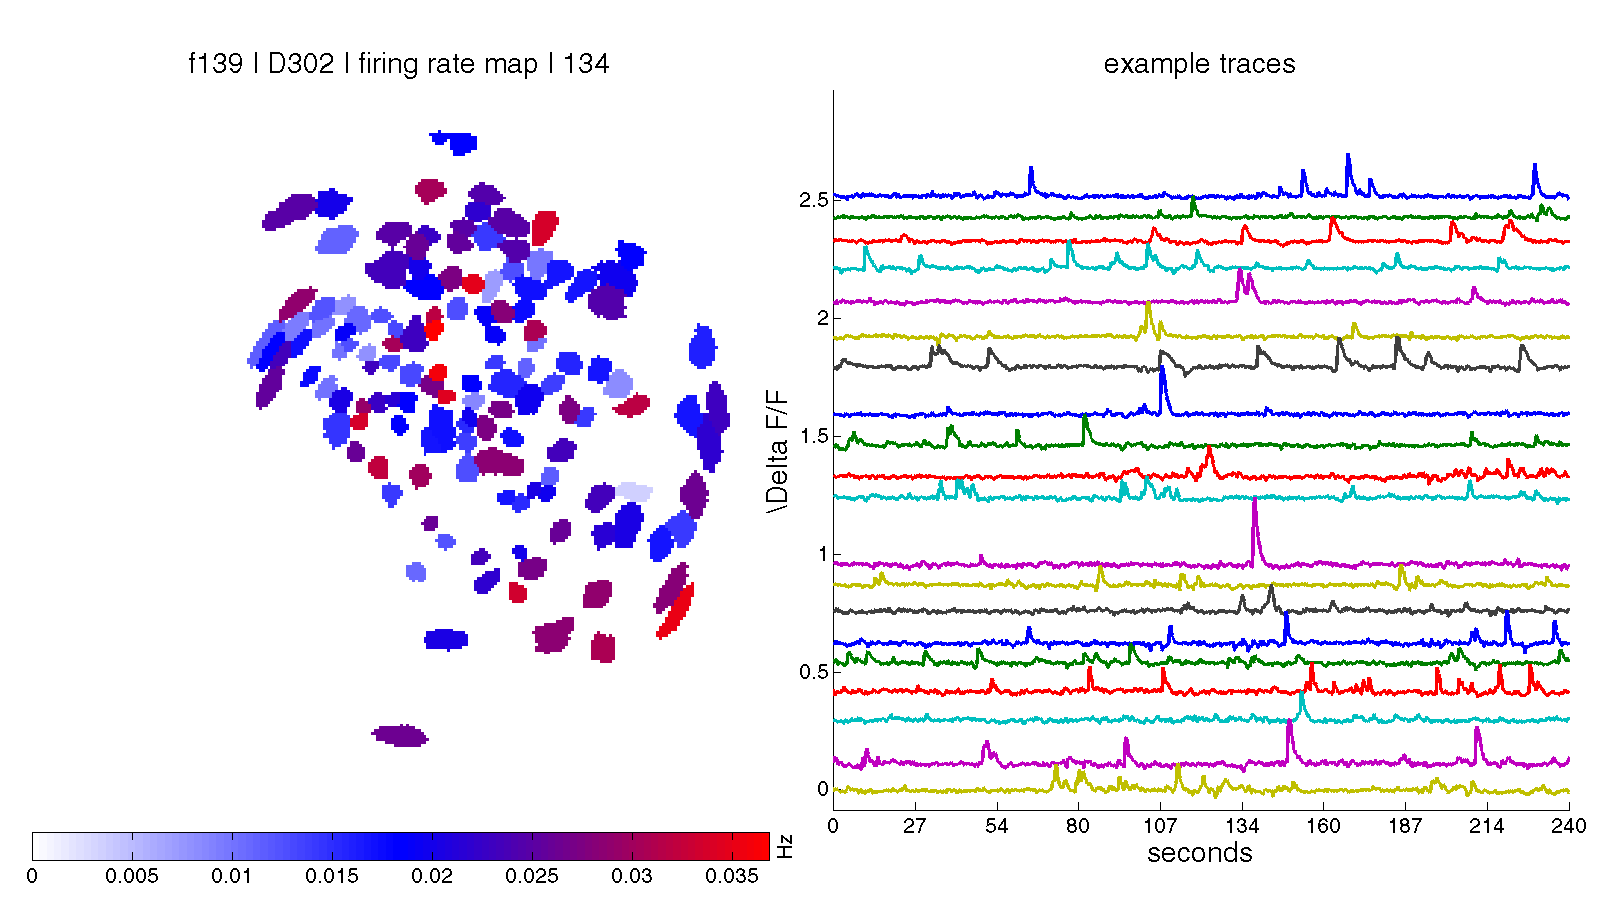 f139 | D302 | firing rate map | 134
example traces
2.5
2
1.5
1
0.5
0
\Delta F/F
0 27 54 80 107 134 160 187 214 240
seconds
Hz
0 0.005 0.01 0.015 0.02 0.025 0.03 0.035